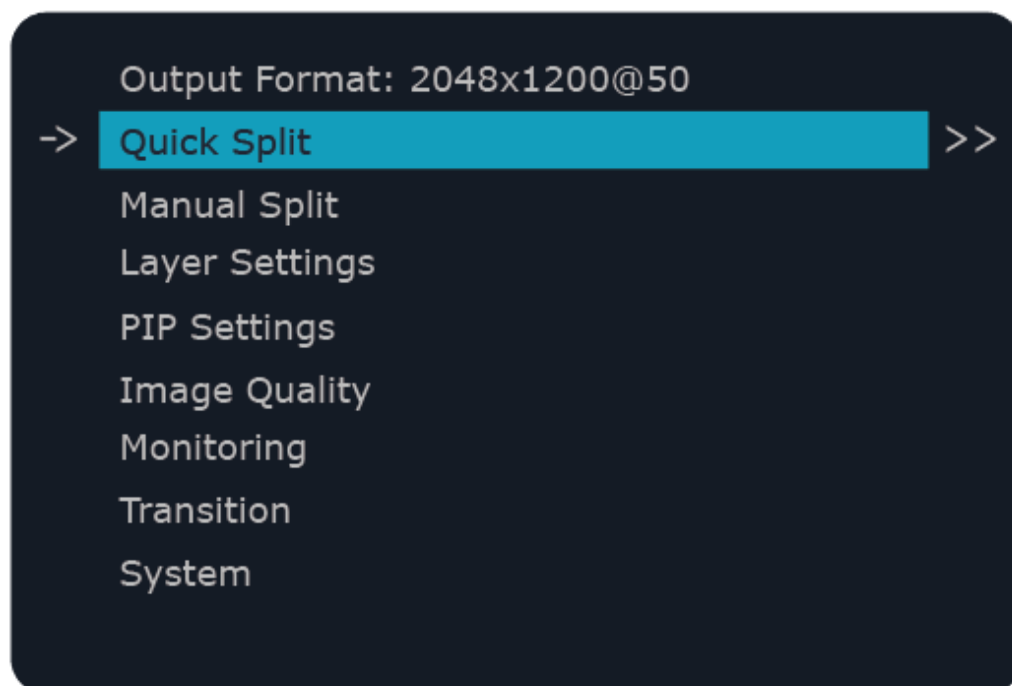 Output Format: 2048x1200@50
-> Quick Split >>
Manual Split
Layer Settings
PIP Settings
Image Quality
Monitoring
Transition
System